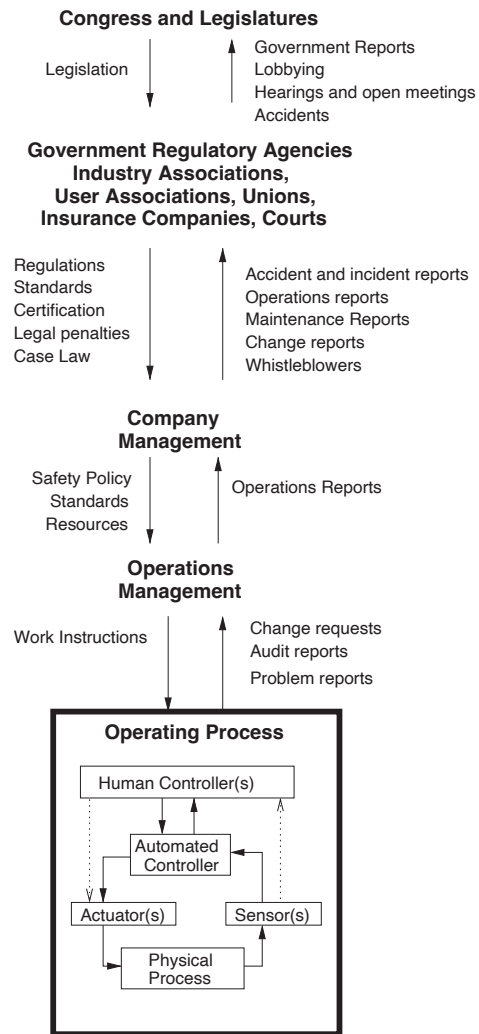 Congress and Legislatures
Legislation
Government Reports
Lobbying
Hearings and open meetings
Accidents
Government Regulatory Agencies
Industry Associations,
User Associations, Unions,
Insurance Companies, Courts
Regulations
Standards
Certification
Legal penalties
Case Law
Accident and incident reports
Operations reports
Maintenance Reports
Change reports
Whistleblowers
Company
Management
Safety Policy
Standards
Resources
Operations Reports
Operations
Management
Work Instructions
Change requests
Audit reports
Problem reports
Operating Process
Human Controller(s)
Automated
Controller
Actuator(s)
Sensor(s)
Physical
Process